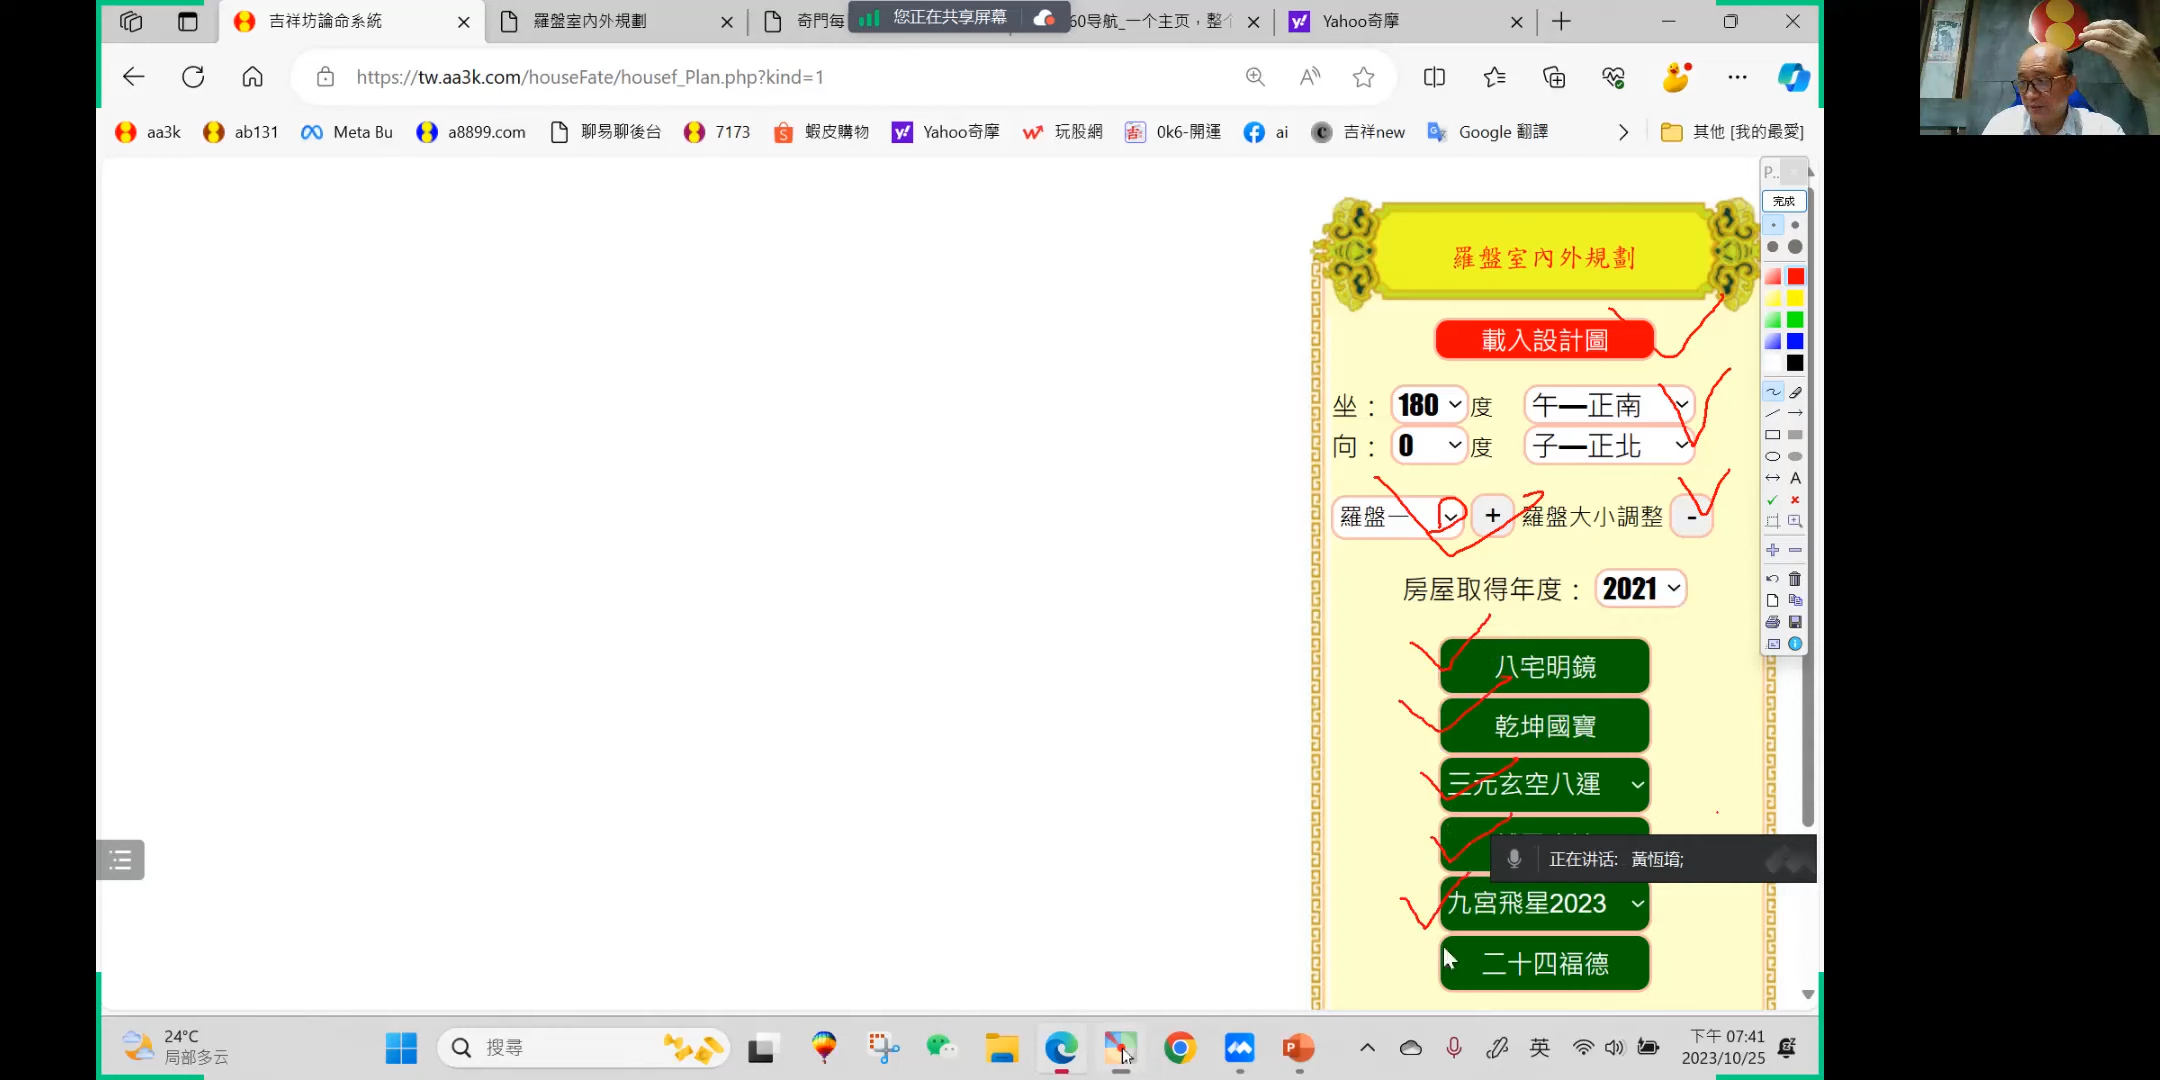 吉祥坊論命系統
羅盤室內外規劃
奇門每
您正在共享屏幕
60导航_一个主页，整个
Yahoo奇摩
https://tw.aa3k.com/houseFate/housef_Plan.php?kind=1
aa3k
ab131
Meta Bu
a8899.com
聊易聊後台
7173
蝦皮購物
Yahoo奇摩
玩股網
0k6-開運
ai
吉祥new
Google 翻譯
其他 [我的最愛]
P..
完成
羅盤室內外規劃
載入設計圖
坐： 180 度 午—正南
向： 0 度 子—正北
羅盤一 + 羅盤大小調整 -
房屋取得年度： 2021
八宅明鏡
乾坤國寶
三元玄空八運
正在讲话: 黃恆堉;
九宮飛星2023
二十四福德
24°C
局部多云
搜尋
英
下午 07:41
2023/10/25